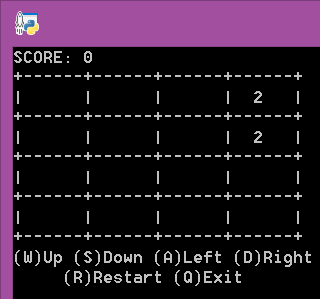 SCORE: 0
2
2
(W)Up (S)Down (A)Left (D)Right
(R)Restart (Q)Exit